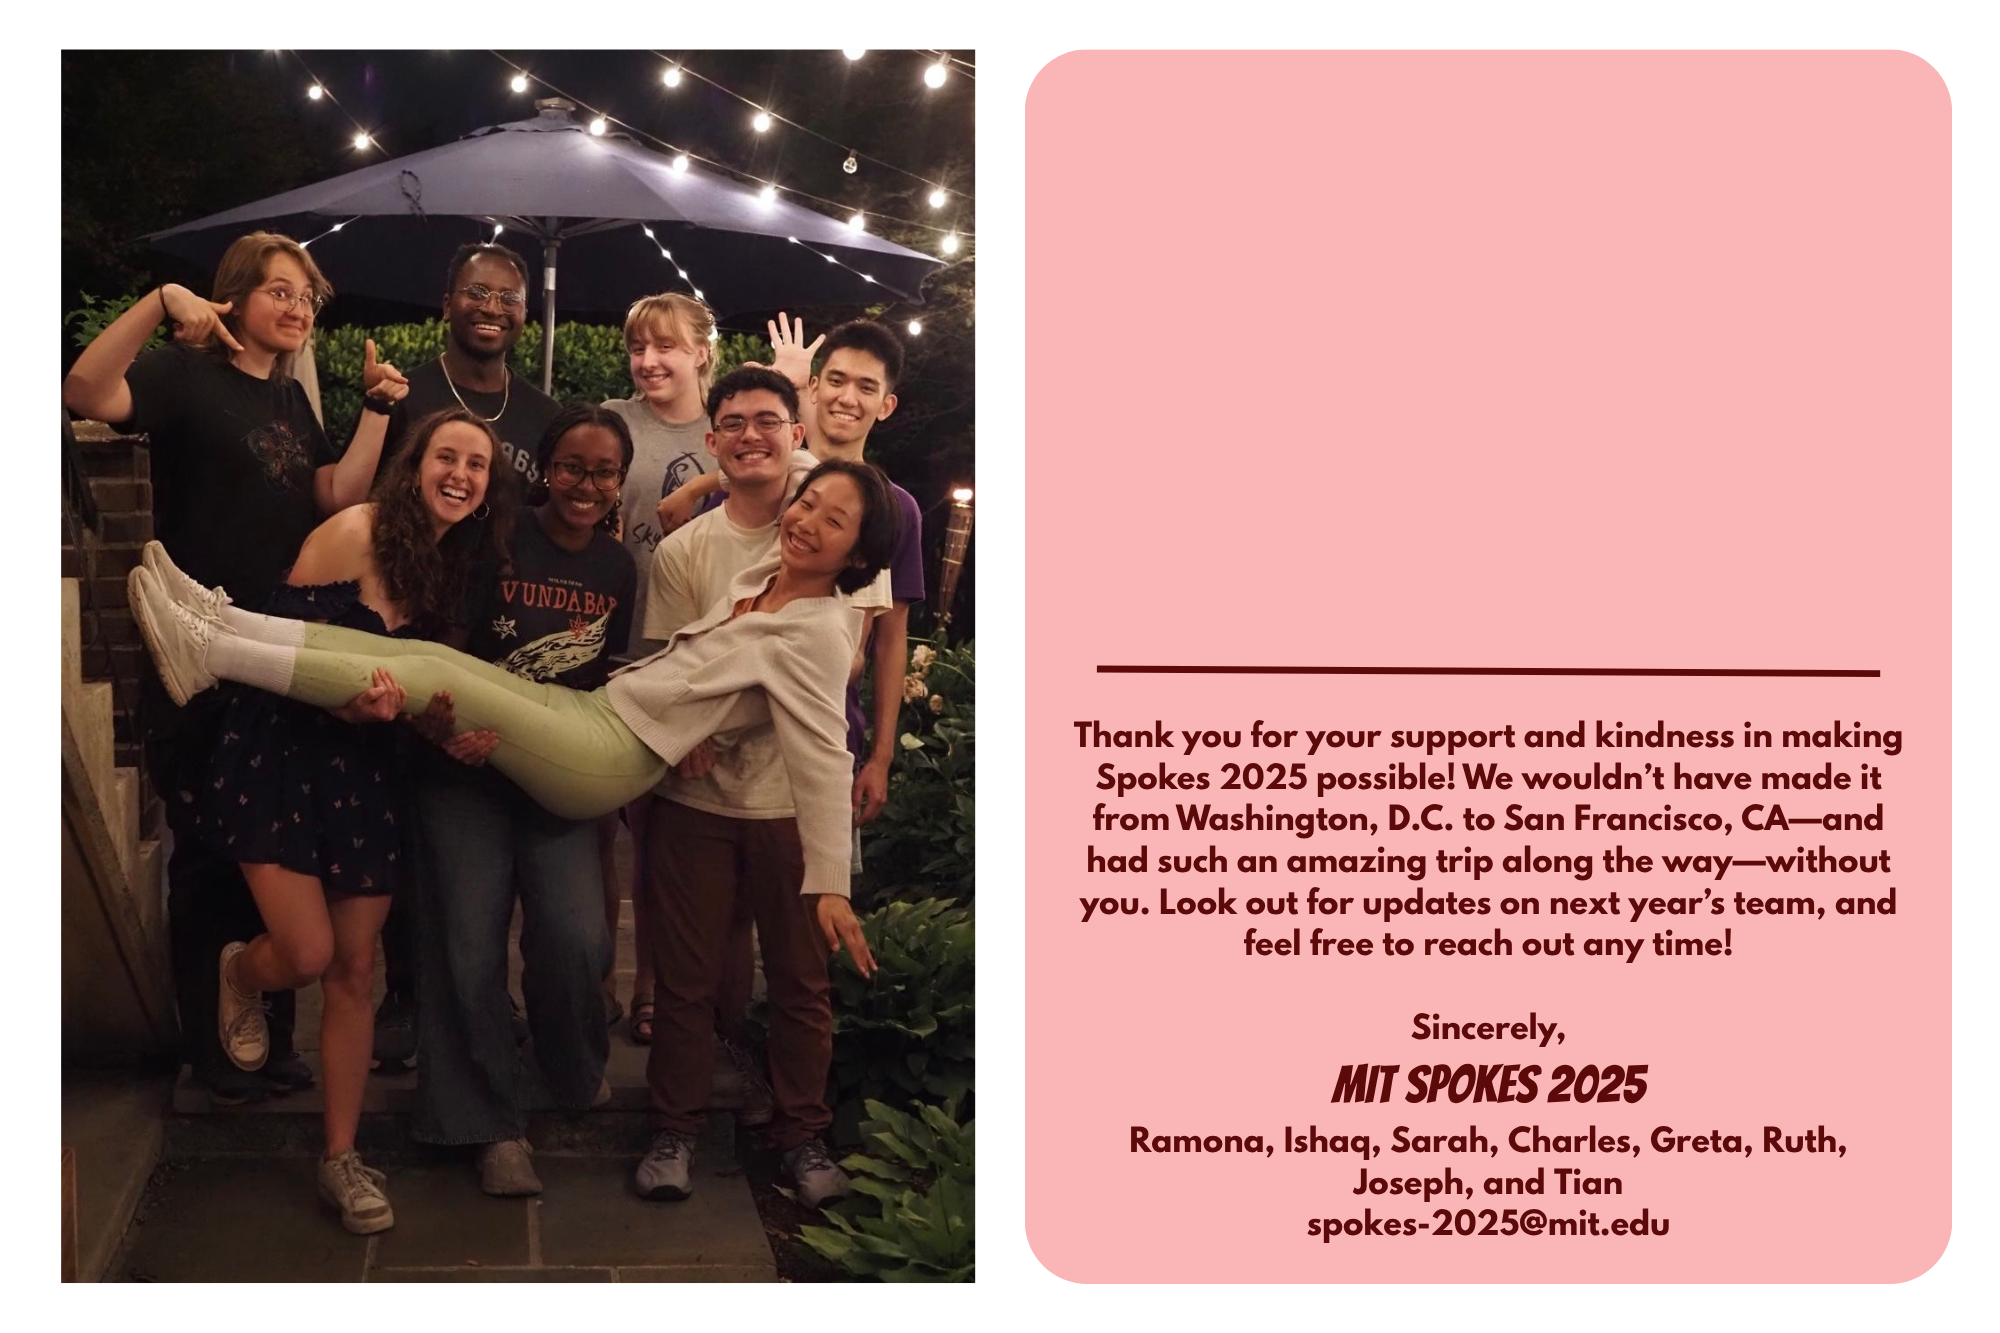 VUNDABAR
Sky
Thank you for your support and kindness in making
Spokes 2025 possible! We wouldn’t have made it
from Washington, D.C. to San Francisco, CA—and
had such an amazing trip along the way—without
you. Look out for updates on next year’s team, and
feel free to reach out any time!
Sincerely,
MIT SPOKES 2025
Ramona, Ishaq, Sarah, Charles, Greta, Ruth,
Joseph, and Tian
spokes-2025@mit.edu